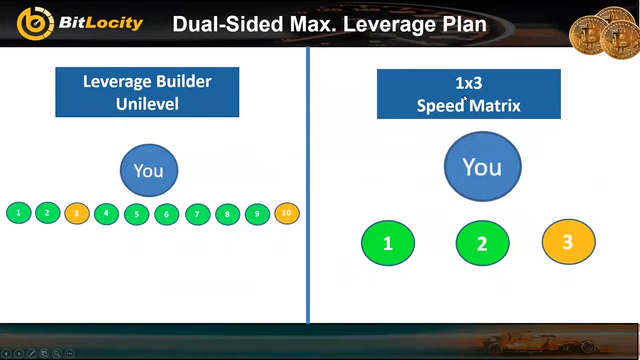 BitLocity
Dual-Sided Max. Leverage Plan
Leverage Builder
Unilevel
You
1 2 3 4 5 6 7 8 9 10
1x3
Speed Matrix
You
1 2 3